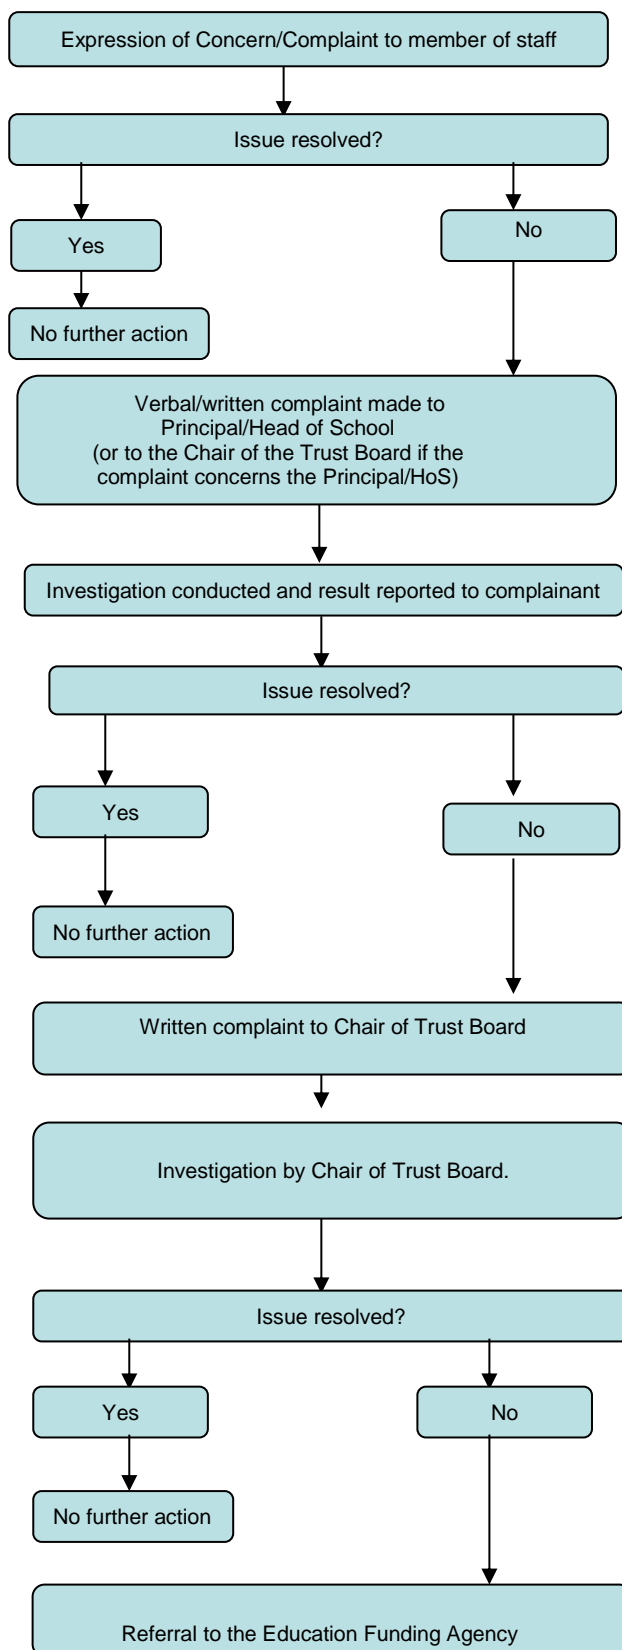 Expression of Concern/Complaint to member of staff
Issue resolved?
Yes
No
No further action
Verbal/written complaint made to
Principal/Head of School
(or to the Chair of the Trust Board if the
complaint concerns the Principal/HoS)
Investigation conducted and result reported to complainant
Issue resolved?
Yes
No
No further action
Written complaint to Chair of Trust Board
Investigation by Chair of Trust Board.
Issue resolved?
Yes
No
No further action
Referral to the Education Funding Agency